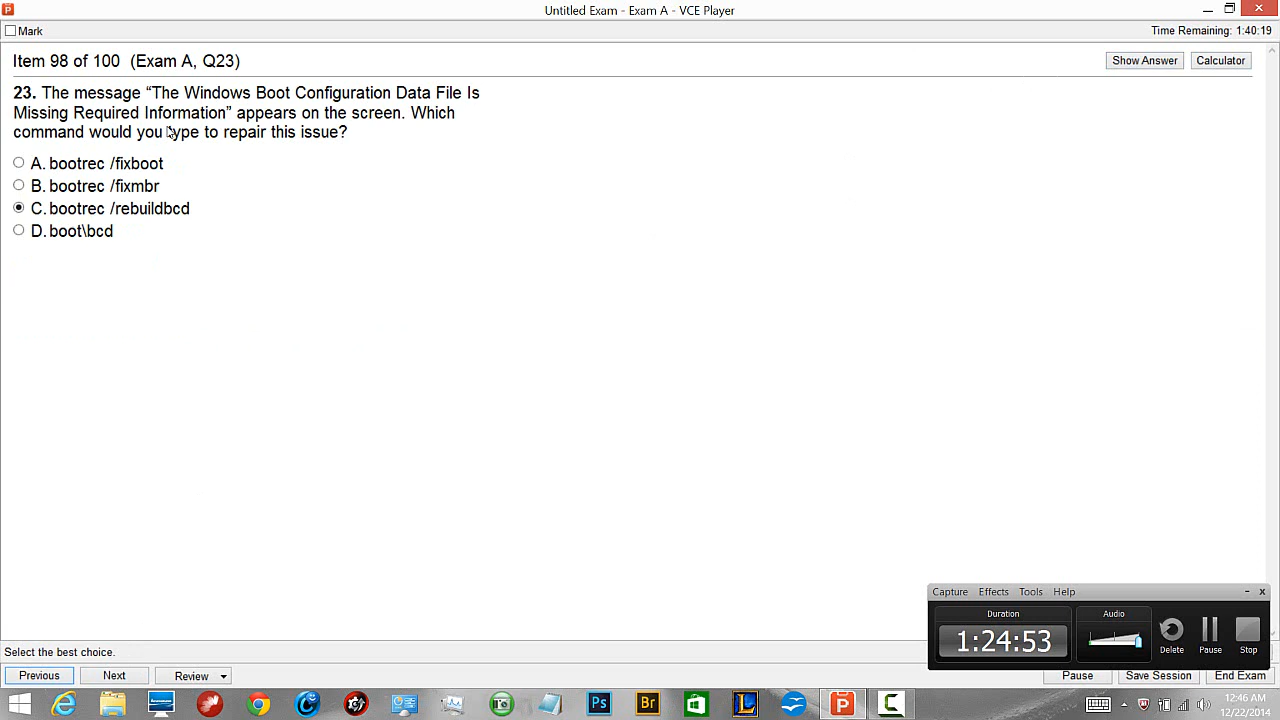 Untitled Exam - Exam A - VCE Player
Mark
Time Remaining: 1:40:19
Item 98 of 100 (Exam A, Q23)
Show Answer
Calculator
23. The message “The Windows Boot Configuration Data File Is
Missing Required Information” appears on the screen. Which
command would you type to repair this issue?
A. bootrec /fixboot
B. bootrec /fixmbr
C. bootrec /rebuildbcd
D. boot\bcd
Capture Effects Tools Help
Duration
Audio
1:24:53
Delete
Pause
Stop
Select the best choice.
Previous
Next
Review
Pause
Save Session
End Exam
Ps
Br
12:46 AM
12/22/2014